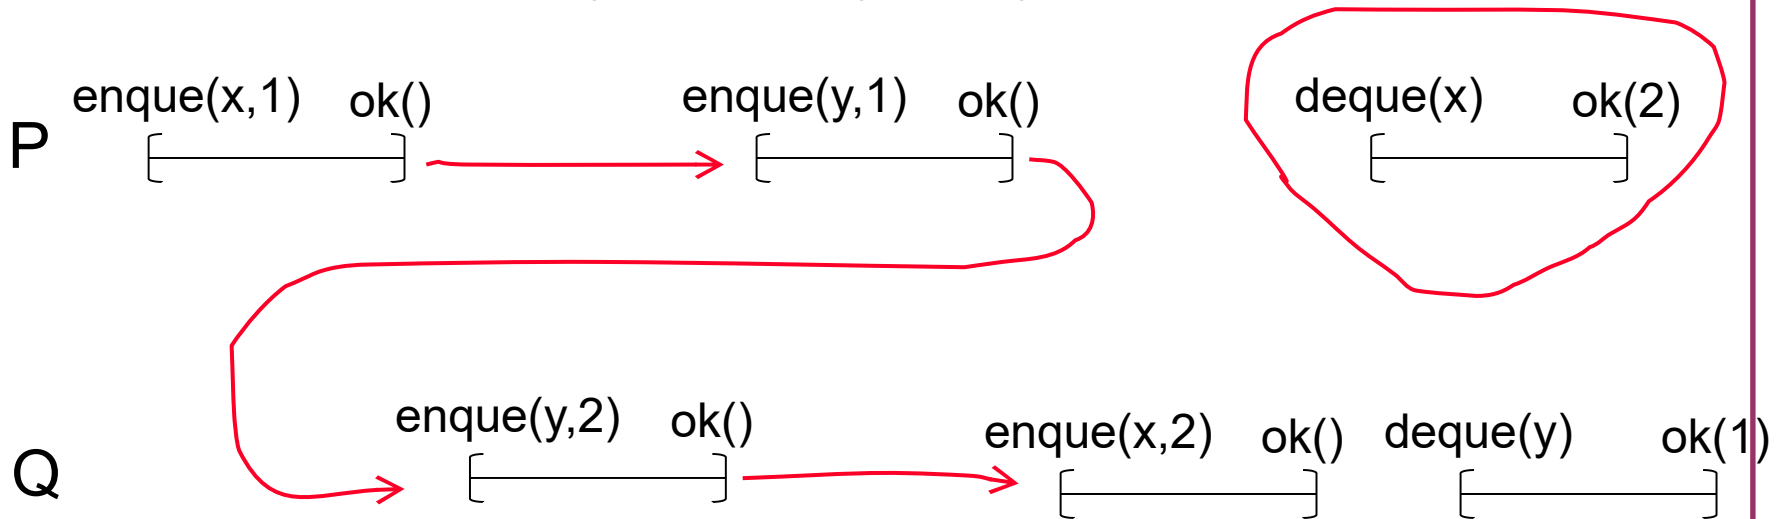 enque(x,1) ok() enque(y,1) ok() deque(x) ok(2)
P
enque(y,2) ok() enque(x,2) ok() deque(y) ok(1)
Q